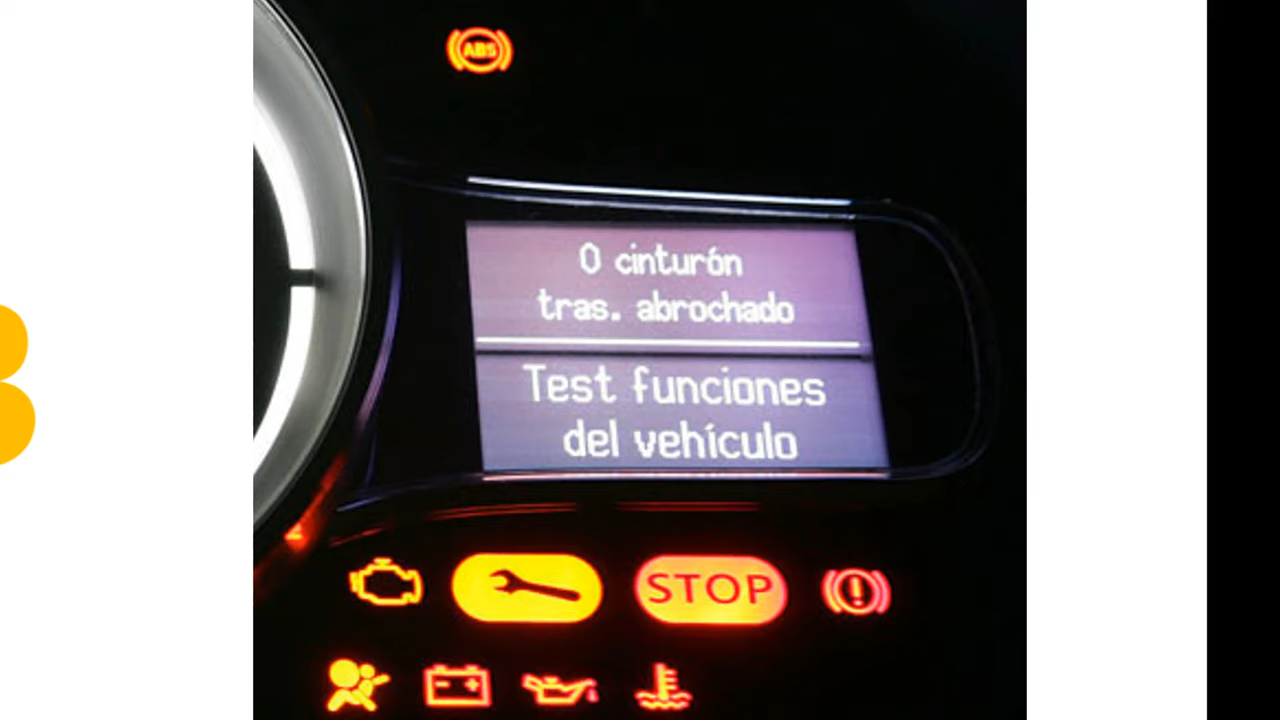 ABS
0 cinturón
tras. abrochado
Test funciones
del vehículo
STOP